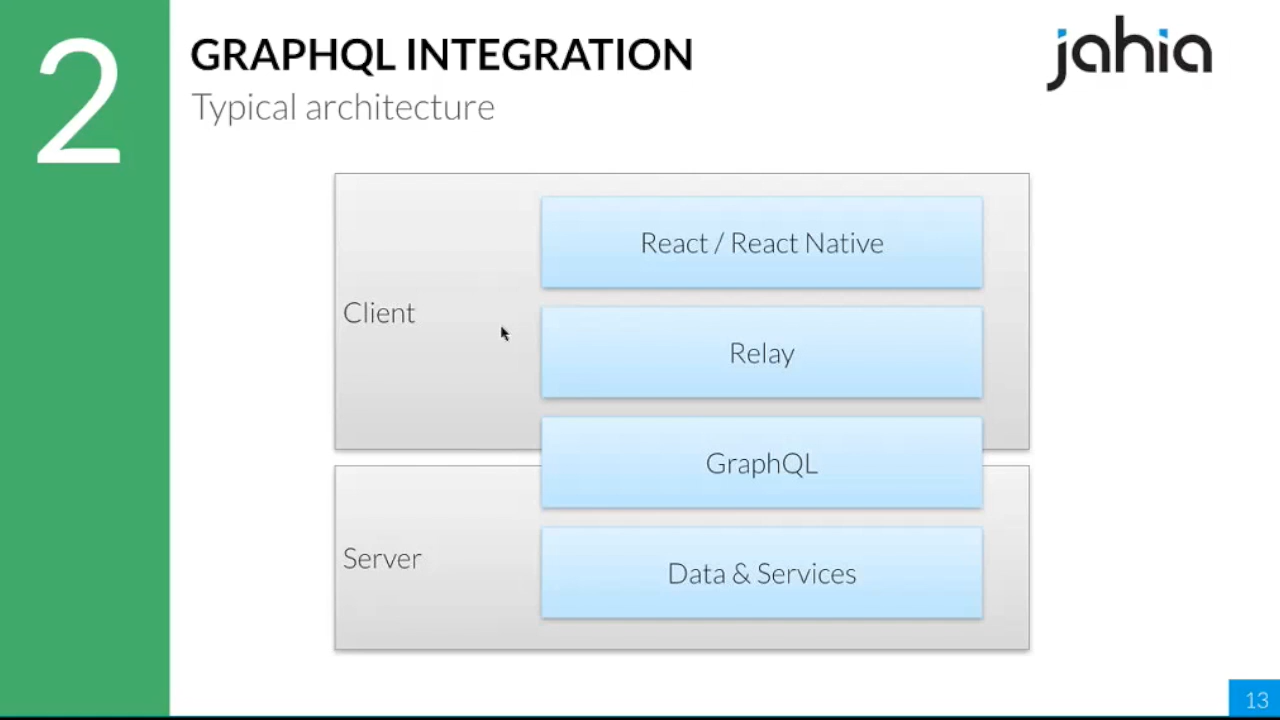 2
GRAPHQL INTEGRATION
Typical architecture
jahia
React / React Native
Client
Relay
GraphQL
Server
Data & Services
13